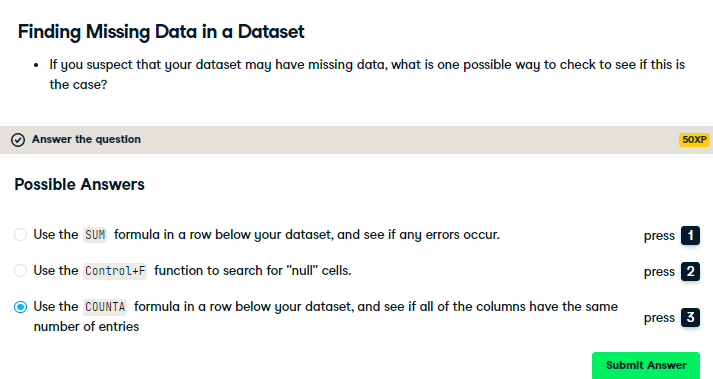 Finding Missing Data in a Dataset
• If you suspect that your dataset may have missing data, what is one possible way to check to see if this is
the case?
Answer the question
50XP
Possible Answers
Use the SUM formula in a row below your dataset, and see if any errors occur.
press 1
Use the Control+F function to search for "null" cells.
press 2
Use the COUNTA formula in a row below your dataset, and see if all of the columns have the same
number of entries
press 3
Submit Answer